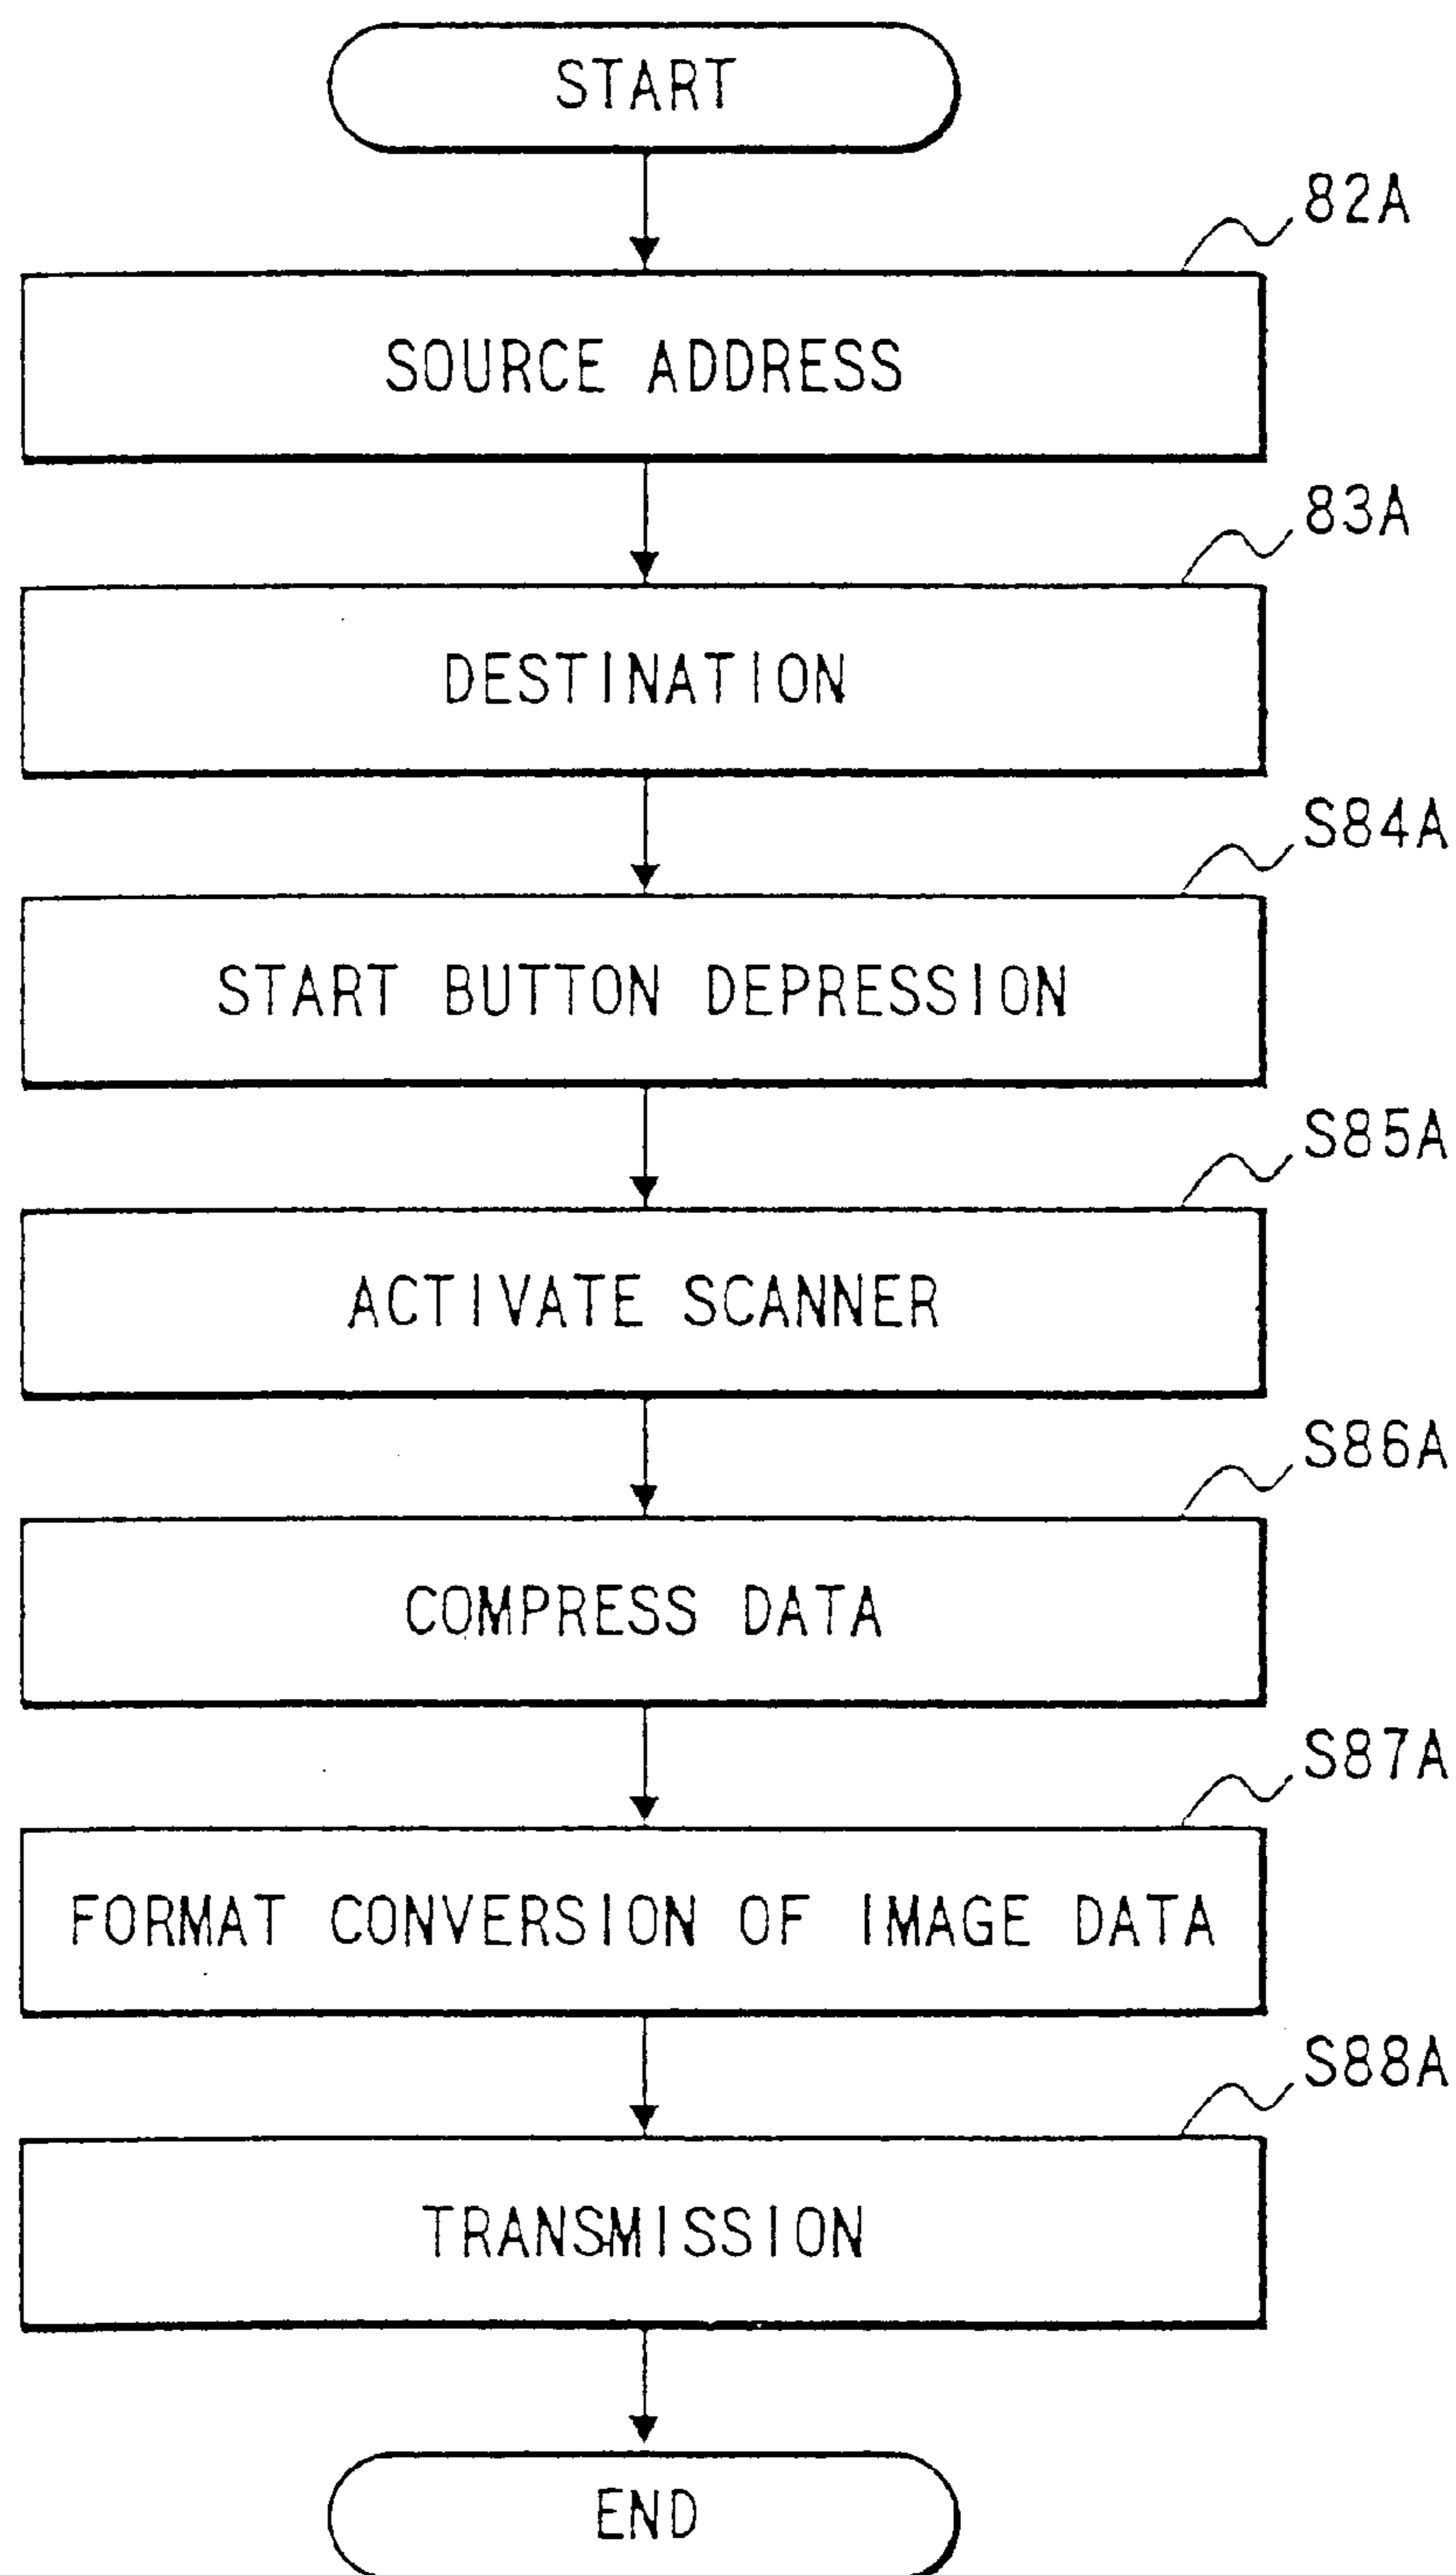 START
82A
SOURCE ADDRESS
83A
DESTINATION
S84A
START BUTTON DEPRESSION
S85A
ACTIVATE SCANNER
S86A
COMPRESS DATA
S87A
FORMAT CONVERSION OF IMAGE DATA
S88A
TRANSMISSION
END